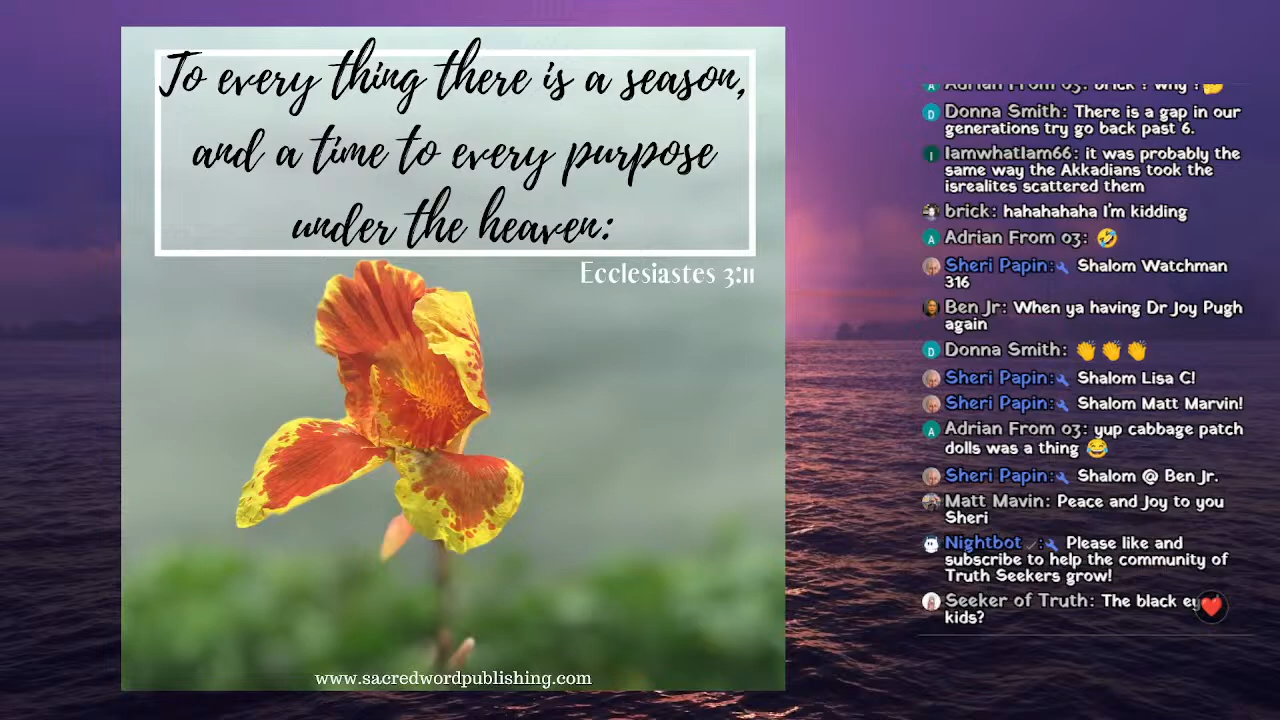 To every thing there is a season,
and a time to every purpose
under the heaven:
Ecclesiastes 3:11
www.sacredwordpublishing.com
Adrian From 03: brick ? why ?🤔
Donna Smith: There is a gap in our
generations try go back past 6.
IamwhatIam66: it was probably the
same way the Akkadians took the
isrealites scattered them
brick: hahahahaha I'm kidding
Adrian From 03: 🤣
Sheri Papin: Shalom Watchman
316
Ben Jr: When ya having Dr Joy Pugh
again
Donna Smith: 👏👏👏
Sheri Papin: Shalom Lisa C!
Sheri Papin: Shalom Matt Marvin!
Adrian From 03: yup cabbage patch
dolls was a thing 😂
Sheri Papin: Shalom @ Ben Jr.
Matt Mavin: Peace and Joy to you
Sheri
Nightbot: Please like and
subscribe to help the community of
Truth Seekers grow!
Seeker of Truth: The black
kids?